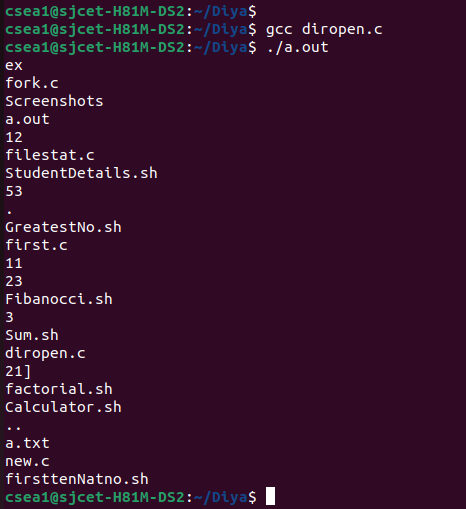 csea1@sjcet-H81M-DS2:~/Diya$
csea1@sjcet-H81M-DS2:~/Diya$ gcc diropen.c
csea1@sjcet-H81M-DS2:~/Diya$ ./a.out
ex
fork.c
Screenshots
a.out
12
filestat.c
StudentDetails.sh
53
.
GreatestNo.sh
first.c
11
23
Fibanocci.sh
3
Sum.sh
diropen.c
21]
factorial.sh
Calculator.sh
..
a.txt
new.c
firsttenNatno.sh
csea1@sjcet-H81M-DS2:~/Diya$